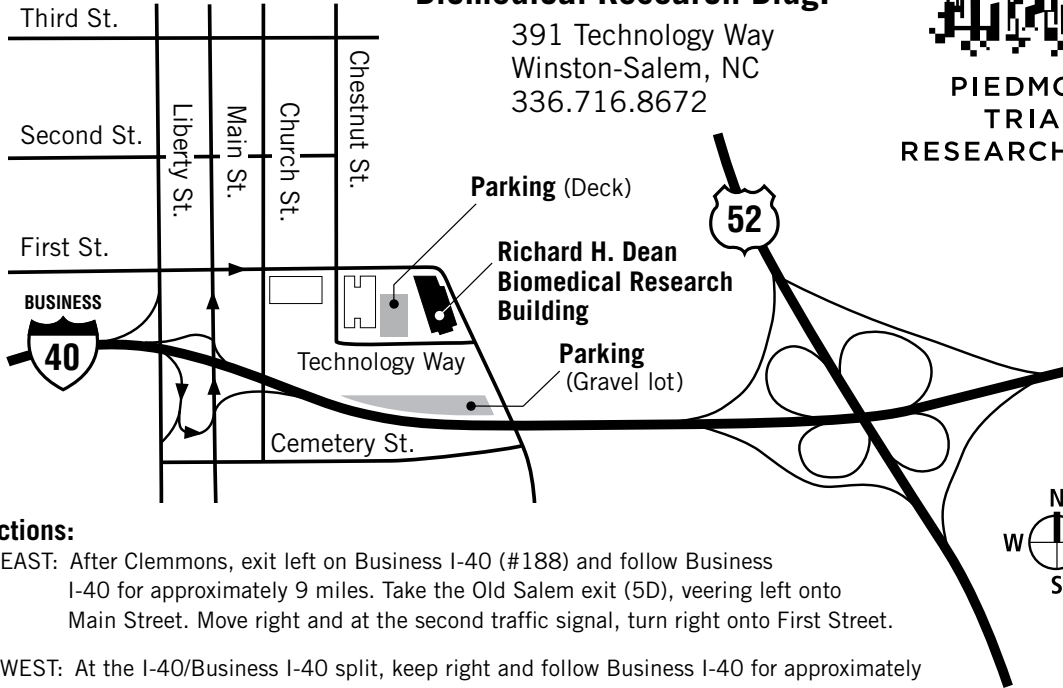 Biomedical Research Bldg.
391 Technology Way
Winston-Salem, NC
336.716.8672
TRIA
RESEARCH
Third St.
Second St.
First St.
Liberty St.
Main St.
Church St.
Chestnut St.
Parking (Deck)
Richard H. Dean
Biomedical Research
Building
52
BUSINESS
40
Technology Way
Parking
(Gravel lot)
Cemetery St.
N
W
S
ctions:
EAST: After Clemmons, exit left on Business I-40 (#188) and follow Business
I-40 for approximately 9 miles. Take the Old Salem exit (5D), veering left onto
Main Street. Move right and at the second traffic signal, turn right onto First Street.
WEST: At the I-40/Business I-40 split, keep right and follow Business I-40 for approximately